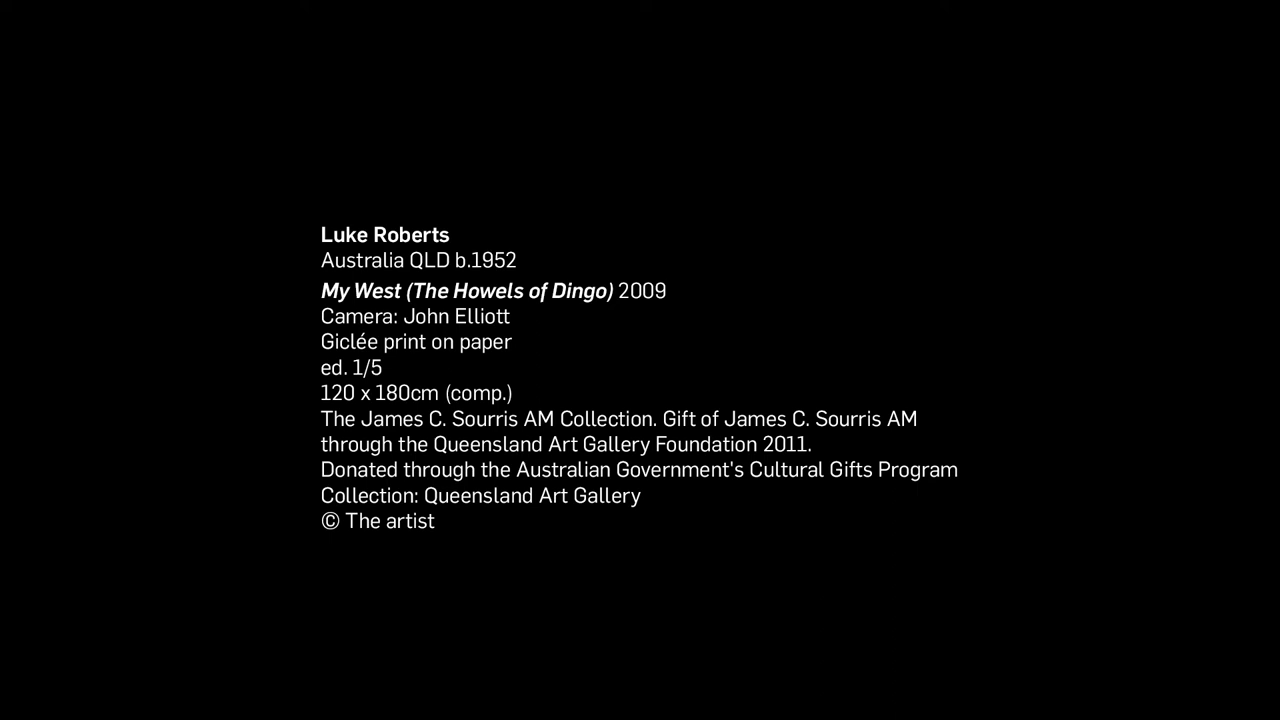 Luke Roberts
Australia QLD b.1952
My West (The Howels of Dingo) 2009
Camera: John Elliott
Giclée print on paper
ed. 1/5
120 x 180cm (comp.)
The James C. Sourris AM Collection. Gift of James C. Sourris AM
through the Queensland Art Gallery Foundation 2011.
Donated through the Australian Government's Cultural Gifts Program
Collection: Queensland Art Gallery
© The artist